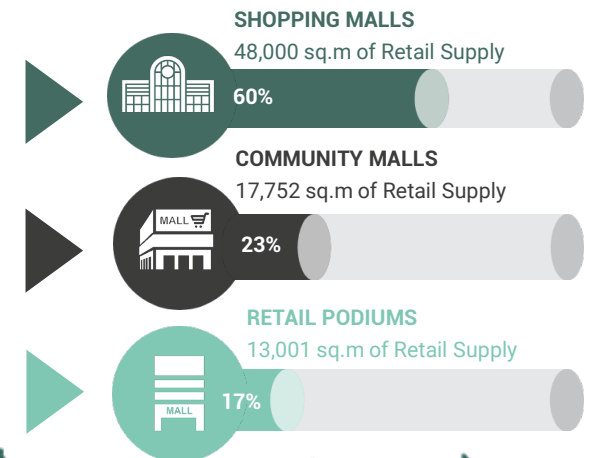 SHOPPING MALLS
48,000 sq.m of Retail Supply
60%
COMMUNITY MALLS
17,752 sq.m of Retail Supply
MALL
23%
RETAIL PODIUMS
13,001 sq.m of Retail Supply
17%
MALL